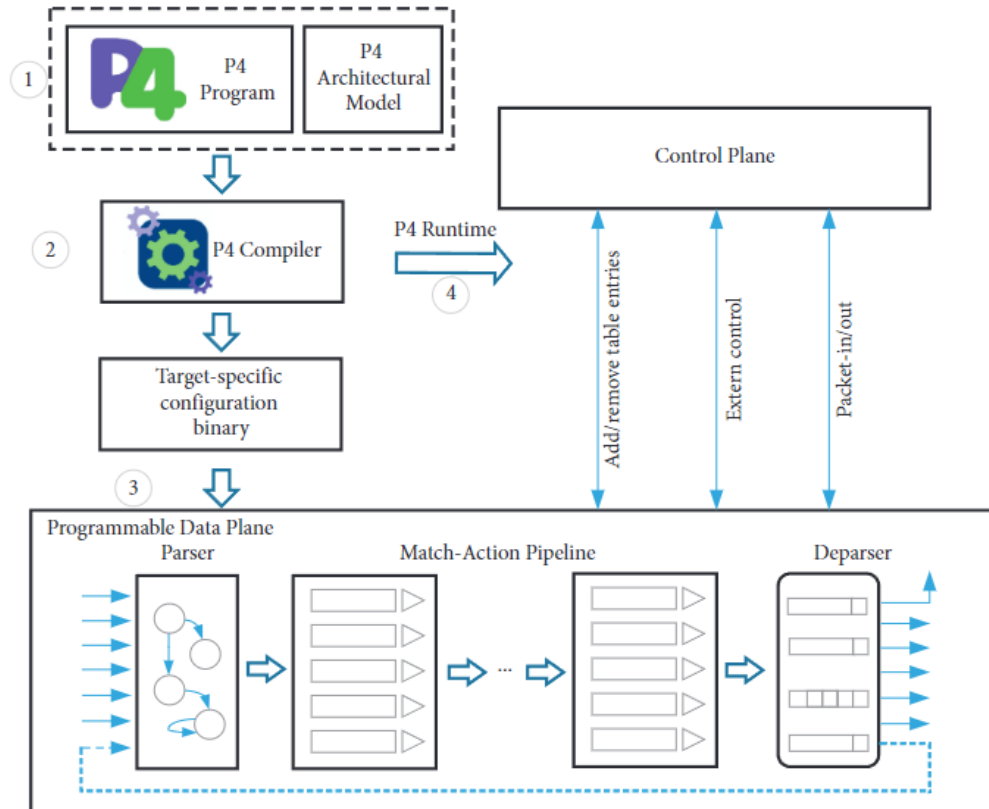 1
P4
P4
Program
P4
Architectural
Model
Control Plane
2
P4 Compiler
P4 Runtime
4
Add/remove table entries
Extern control
Packet-in/out
Target-specific
configuration
binary
3
Programmable Data Plane
Parser
Match-Action Pipeline
Deparser
...